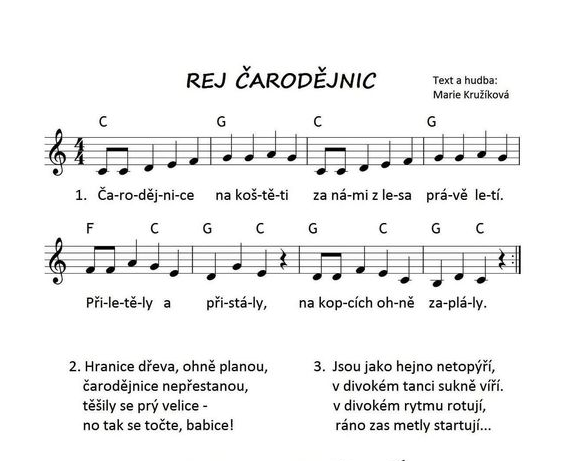 REJ ČARODĚJNIC
Text a hudba:
Marie Kružíková
C G C G
4
4
1. Ča-ro-děj-ni-ce na koš-tě-ti za ná-mi z le-sa prá-vě le-tí.
F C G C G C G C
Při-le-tě-ly a při-stá-ly, na kop-cích oh-ně za-plá-ly.
2. Hranice dřeva, ohně planou,
čarodějnice nepřestanou,
těšily se prý velice -
no tak se točte, babice!
3. Jsou jako hejno netopýří,
v divokém tanci sukně víří.
v divokém rytmu rotují,
ráno zas metly startují...